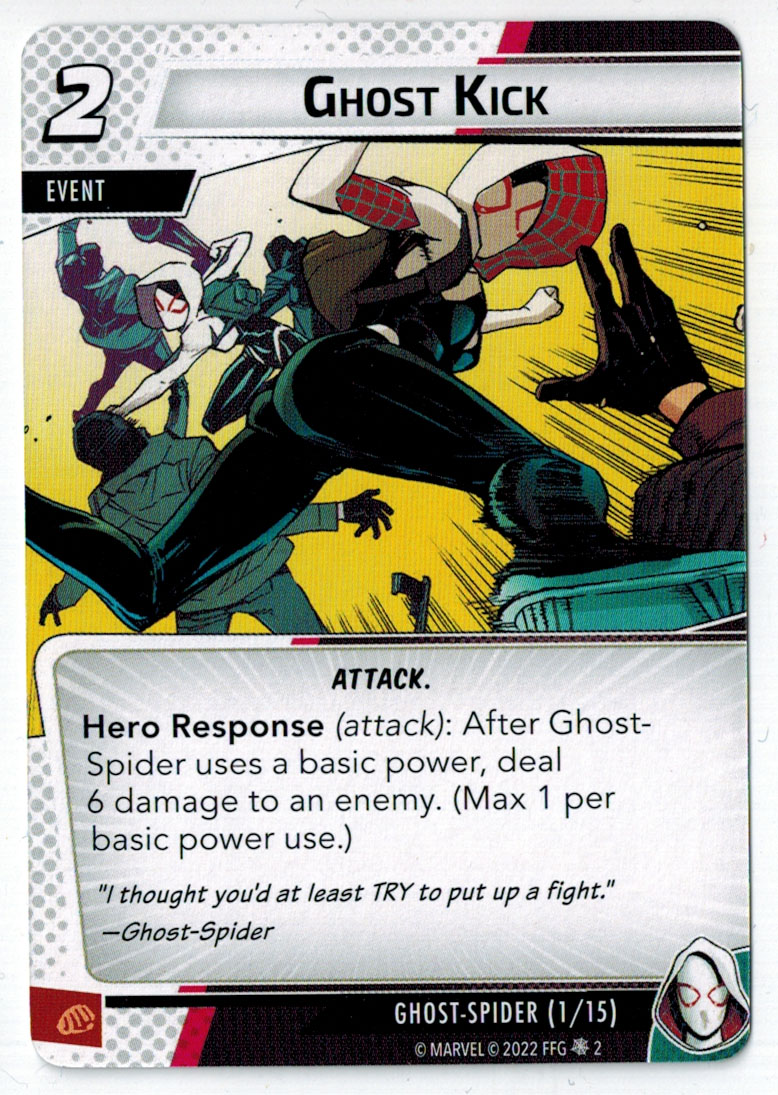 2
GHOST KICK
EVENT
ATTACK.
Hero Response (attack): After Ghost-
Spider uses a basic power, deal
6 damage to an enemy. (Max 1 per
basic power use.)
"I thought you'd at least TRY to put up a fight."
—Ghost-Spider
GHOST-SPIDER (1/15)
© MARVEL © 2022 FFG 2